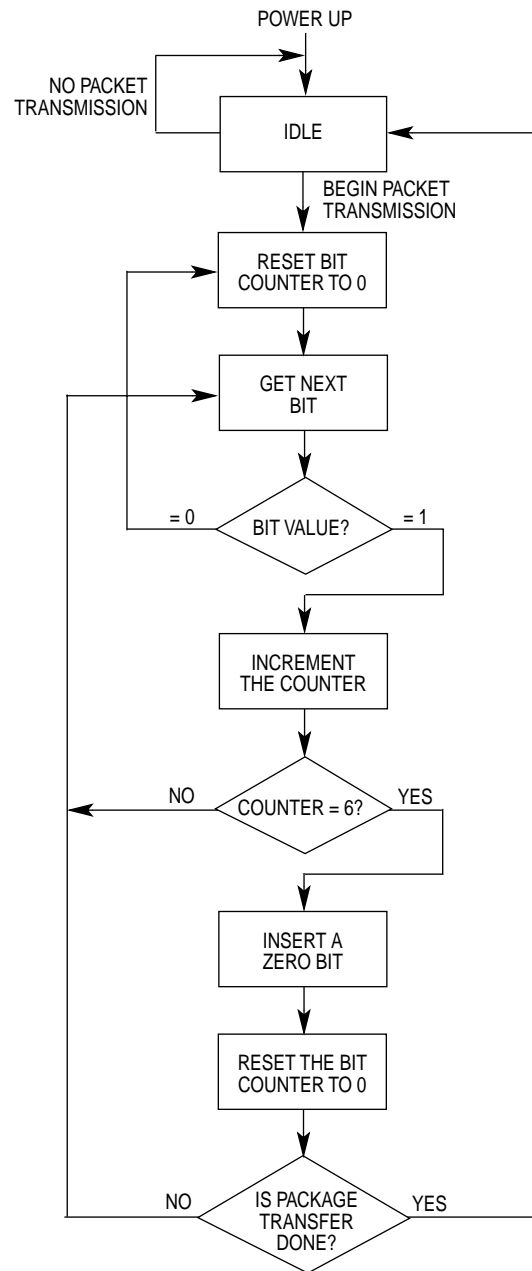 POWER UP
NO PACKET
TRANSMISSION
IDLE
BEGIN PACKET
TRANSMISSION
RESET BIT
COUNTER TO 0
GET NEXT
BIT
= 0
BIT VALUE?
= 1
INCREMENT
THE COUNTER
NO
COUNTER = 6?
YES
INSERT A
ZERO BIT
RESET THE BIT
COUNTER TO 0
NO
IS PACKAGE
TRANSFER
DONE?
YES